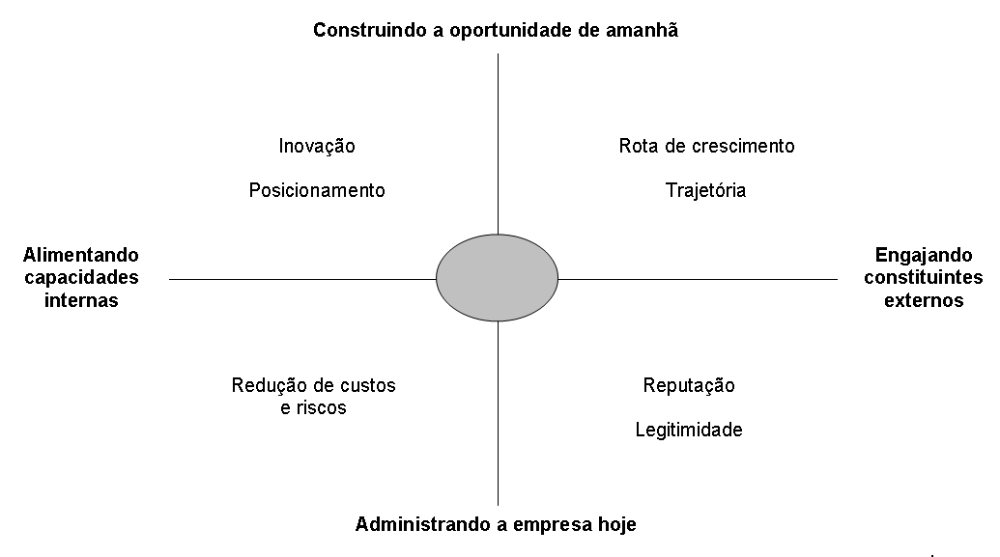 Construindo a oportunidade de amanhã
Inovação
Rota de crescimento
Posicionamento
Trajetória
Alimentando
capacidades
internas
Engajando
constituintes
externos
Redução de custos
e riscos
Reputação
Legitimidade
Administrando a empresa hoje
.